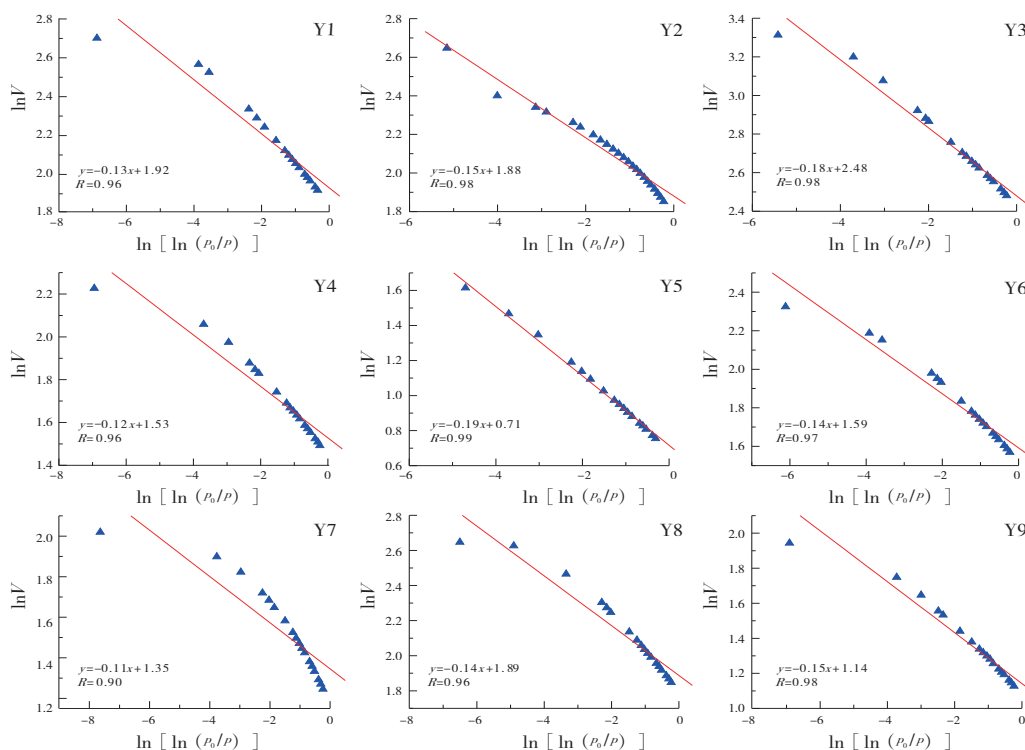 Y1
2.8
2.6
2.4
2.2
2.0
1.8
lnV
y=-0.13x+1.92
R=0.96
-8
-6
-4
-2
0
ln [ ln (p₀/p) ]
Y2
2.8
2.6
2.4
2.2
2.0
1.8
lnV
y=-0.15x+1.88
R=0.98
-6
-4
-2
0
ln [ ln (p₀/p) ]
Y3
3.4
3.2
3.0
2.8
2.6
2.4
lnV
y=-0.18x+2.48
R=0.98
-6
-4
-2
0
ln [ ln (p₀/p) ]
Y4
2.2
2.0
1.8
1.6
1.4
lnV
y=-0.12x+1.53
R=0.96
-8
-6
-4
-2
0
ln [ ln (p₀/p) ]
Y5
1.6
1.4
1.2
1.0
0.8
0.6
lnV
y=-0.19x+0.71
R=0.99
-6
-4
-2
0
ln [ ln (p₀/p) ]
Y6
2.4
2.2
2.0
1.8
1.6
lnV
y=-0.14x+1.59
R=0.97
-6
-4
-2
0
ln [ ln (p₀/p) ]
Y7
2.0
1.8
1.6
1.4
1.2
lnV
y=-0.11x+1.35
R=0.90
-8
-6
-4
-2
0
ln [ ln (p₀/p) ]
Y8
2.8
2.6
2.4
2.2
2.0
1.8
lnV
y=-0.14x+1.89
R=0.96
-8
-6
-4
-2
0
ln [ ln (p₀/p) ]
Y9
2.0
1.8
1.6
1.4
1.2
1.0
lnV
y=-0.15x+1.14
R=0.98
-8
-6
-4
-2
0
ln [ ln (p₀/p) ]